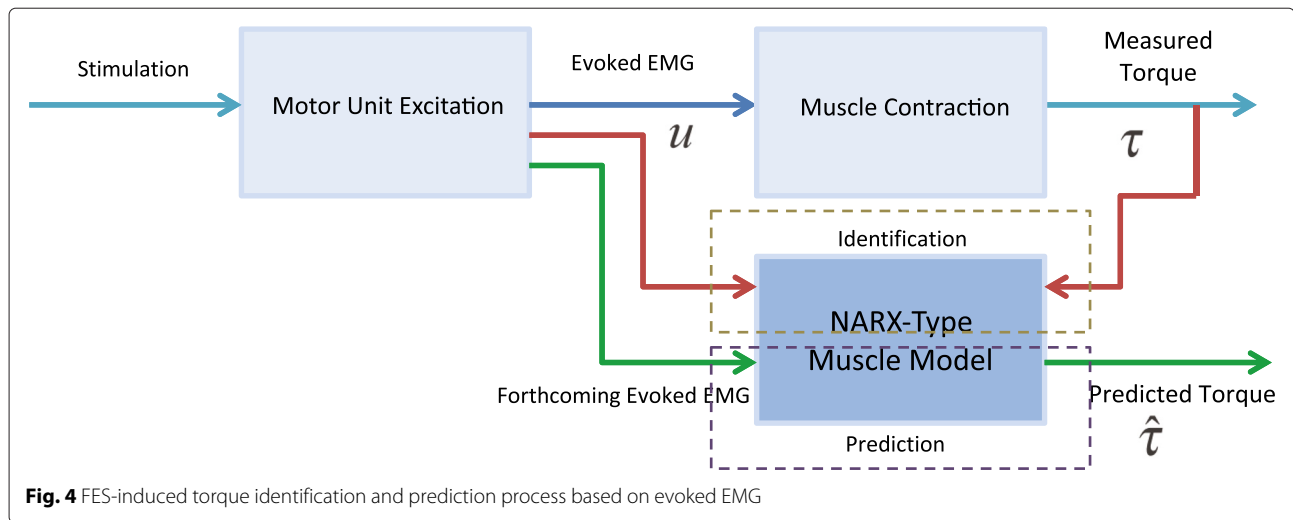 Stimulation
Motor Unit Excitation
Evoked EMG
u
Muscle Contraction
Measured
Torque
τ
Identification
NARX-Type
Muscle Model
Forthcoming Evoked EMG
Prediction
Predicted Torque
τ̂
Fig. 4 FES-induced torque identification and prediction process based on evoked EMG